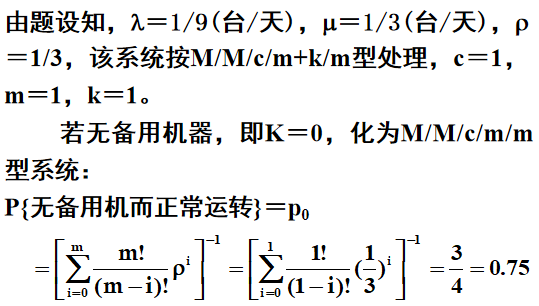 由题设知，λ＝1/9(台/天)，μ＝1/3(台/天)，ρ
＝1/3，该系统按M/M/c/m+k/m型处理，c＝1，
m＝1，k＝1。
若无备用机器，即K＝0，化为M/M/c/m/m
型系统：
P{无备用机而正常运转}＝p₀
＝[∑_{i=0}^{m} m!/(m−i)! ρ^i]^{−1}＝[∑_{i=0}^{1} 1!/(1−i)! (1/3)^i]^{−1}＝3/4＝0.75